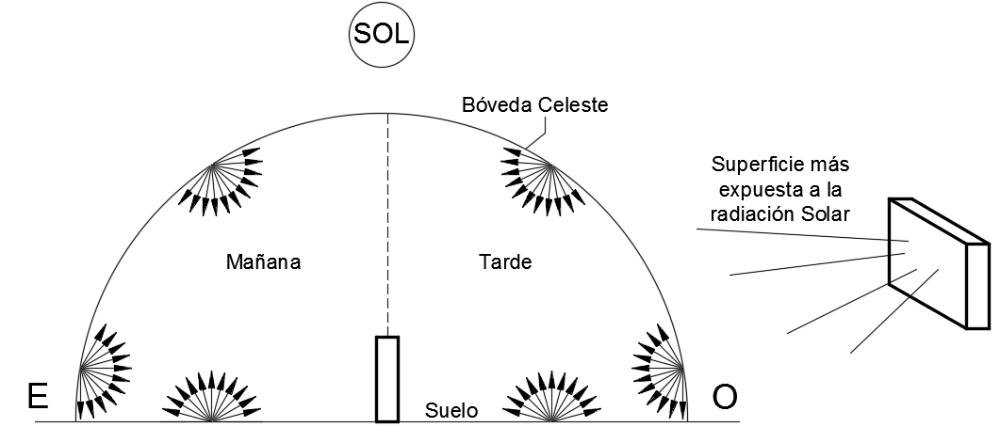 SOL
Bóveda Celeste
Superficie más
expuesta a la
radiación Solar
Mañana
Tarde
E
Suelo
O